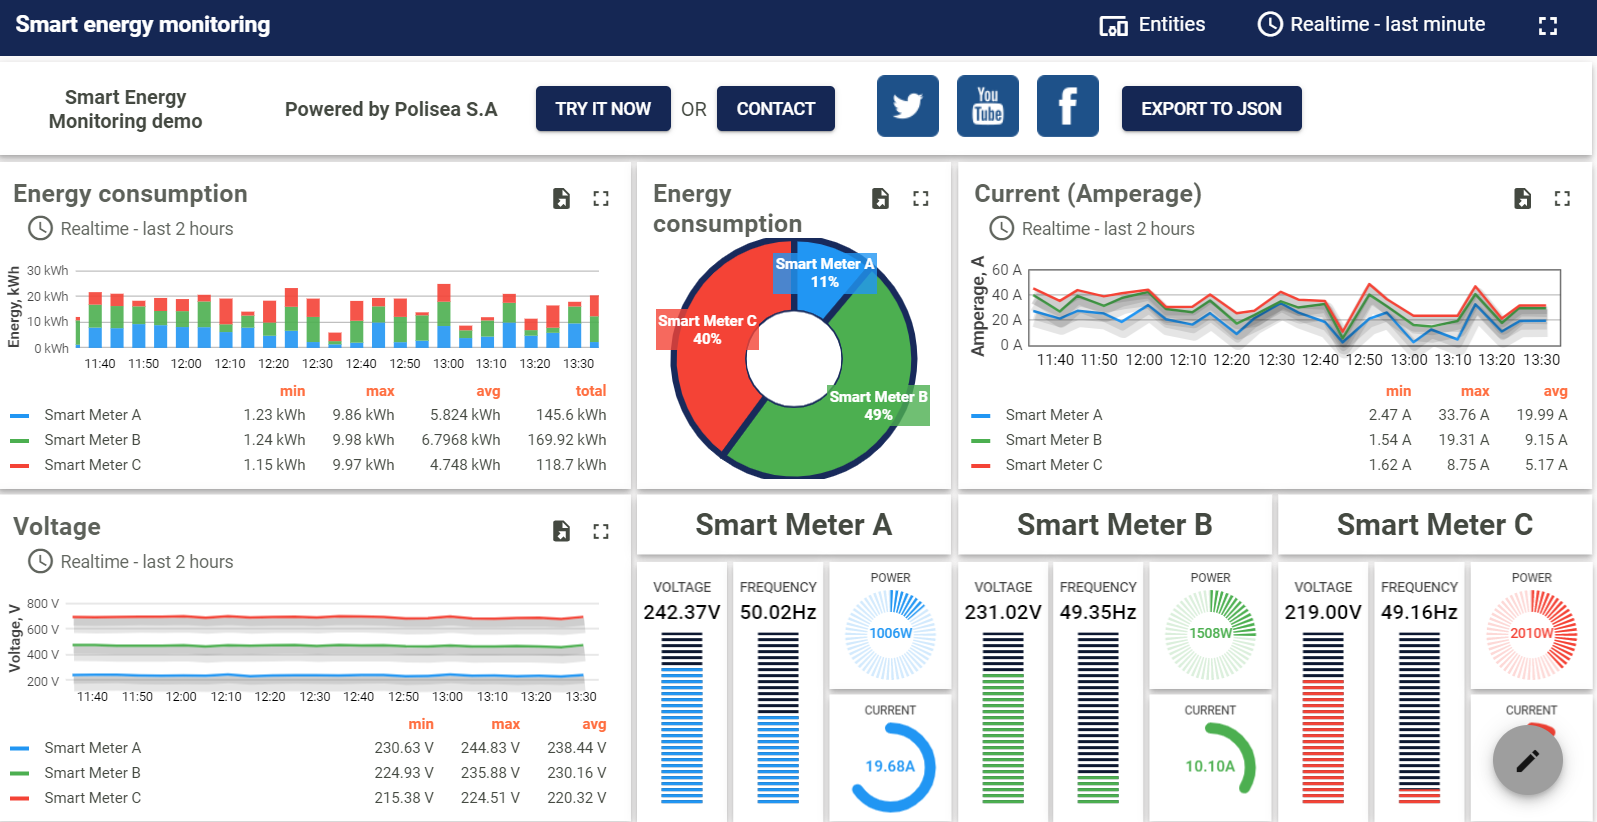 Smart energy monitoring
Entities
Realtime - last minute
Smart Energy
Monitoring demo
Powered by Polisea S.A
TRY IT NOW
OR
CONTACT
You
Tube
f
EXPORT TO JSON
Energy consumption
Realtime - last 2 hours
Energy, kWh
30 kWh
20 kWh
10 kWh
0 kWh
11:40 11:50 12:00 12:10 12:20 12:30 12:40 12:50 13:00 13:10 13:20 13:30
min max avg total
Smart Meter A 1.23 kWh 9.86 kWh 5.824 kWh 145.6 kWh
Smart Meter B 1.24 kWh 9.98 kWh 6.7968 kWh 169.92 kWh
Smart Meter C 1.15 kWh 9.97 kWh 4.748 kWh 118.7 kWh
Energy
consumption
Smart Meter A
11%
Smart Meter C
40%
Smart Meter B
49%
Current (Amperage)
Realtime - last 2 hours
Amperage, A
60 A
40 A
20 A
0 A
11:40 11:50 12:00 12:10 12:20 12:30 12:40 12:50 13:00 13:10 13:20 13:30
min max avg
Smart Meter A 2.47 A 33.76 A 19.99 A
Smart Meter B 1.54 A 19.31 A 9.15 A
Smart Meter C 1.62 A 8.75 A 5.17 A
Voltage
Realtime - last 2 hours
Voltage, V
800 V
600 V
400 V
200 V
11:40 11:50 12:00 12:10 12:20 12:30 12:40 12:50 13:00 13:10 13:20 13:30
min max avg
Smart Meter A 230.63 V 244.83 V 238.44 V
Smart Meter B 224.93 V 235.88 V 230.16 V
Smart Meter C 215.38 V 224.51 V 220.32 V
Smart Meter A
VOLTAGE
242.37V
FREQUENCY
50.02Hz
POWER
1006W
CURRENT
19.68A
Smart Meter B
VOLTAGE
231.02V
FREQUENCY
49.35Hz
POWER
1508W
CURRENT
10.10A
Smart Meter C
VOLTAGE
219.00V
FREQUENCY
49.16Hz
POWER
2010W
CURRENT